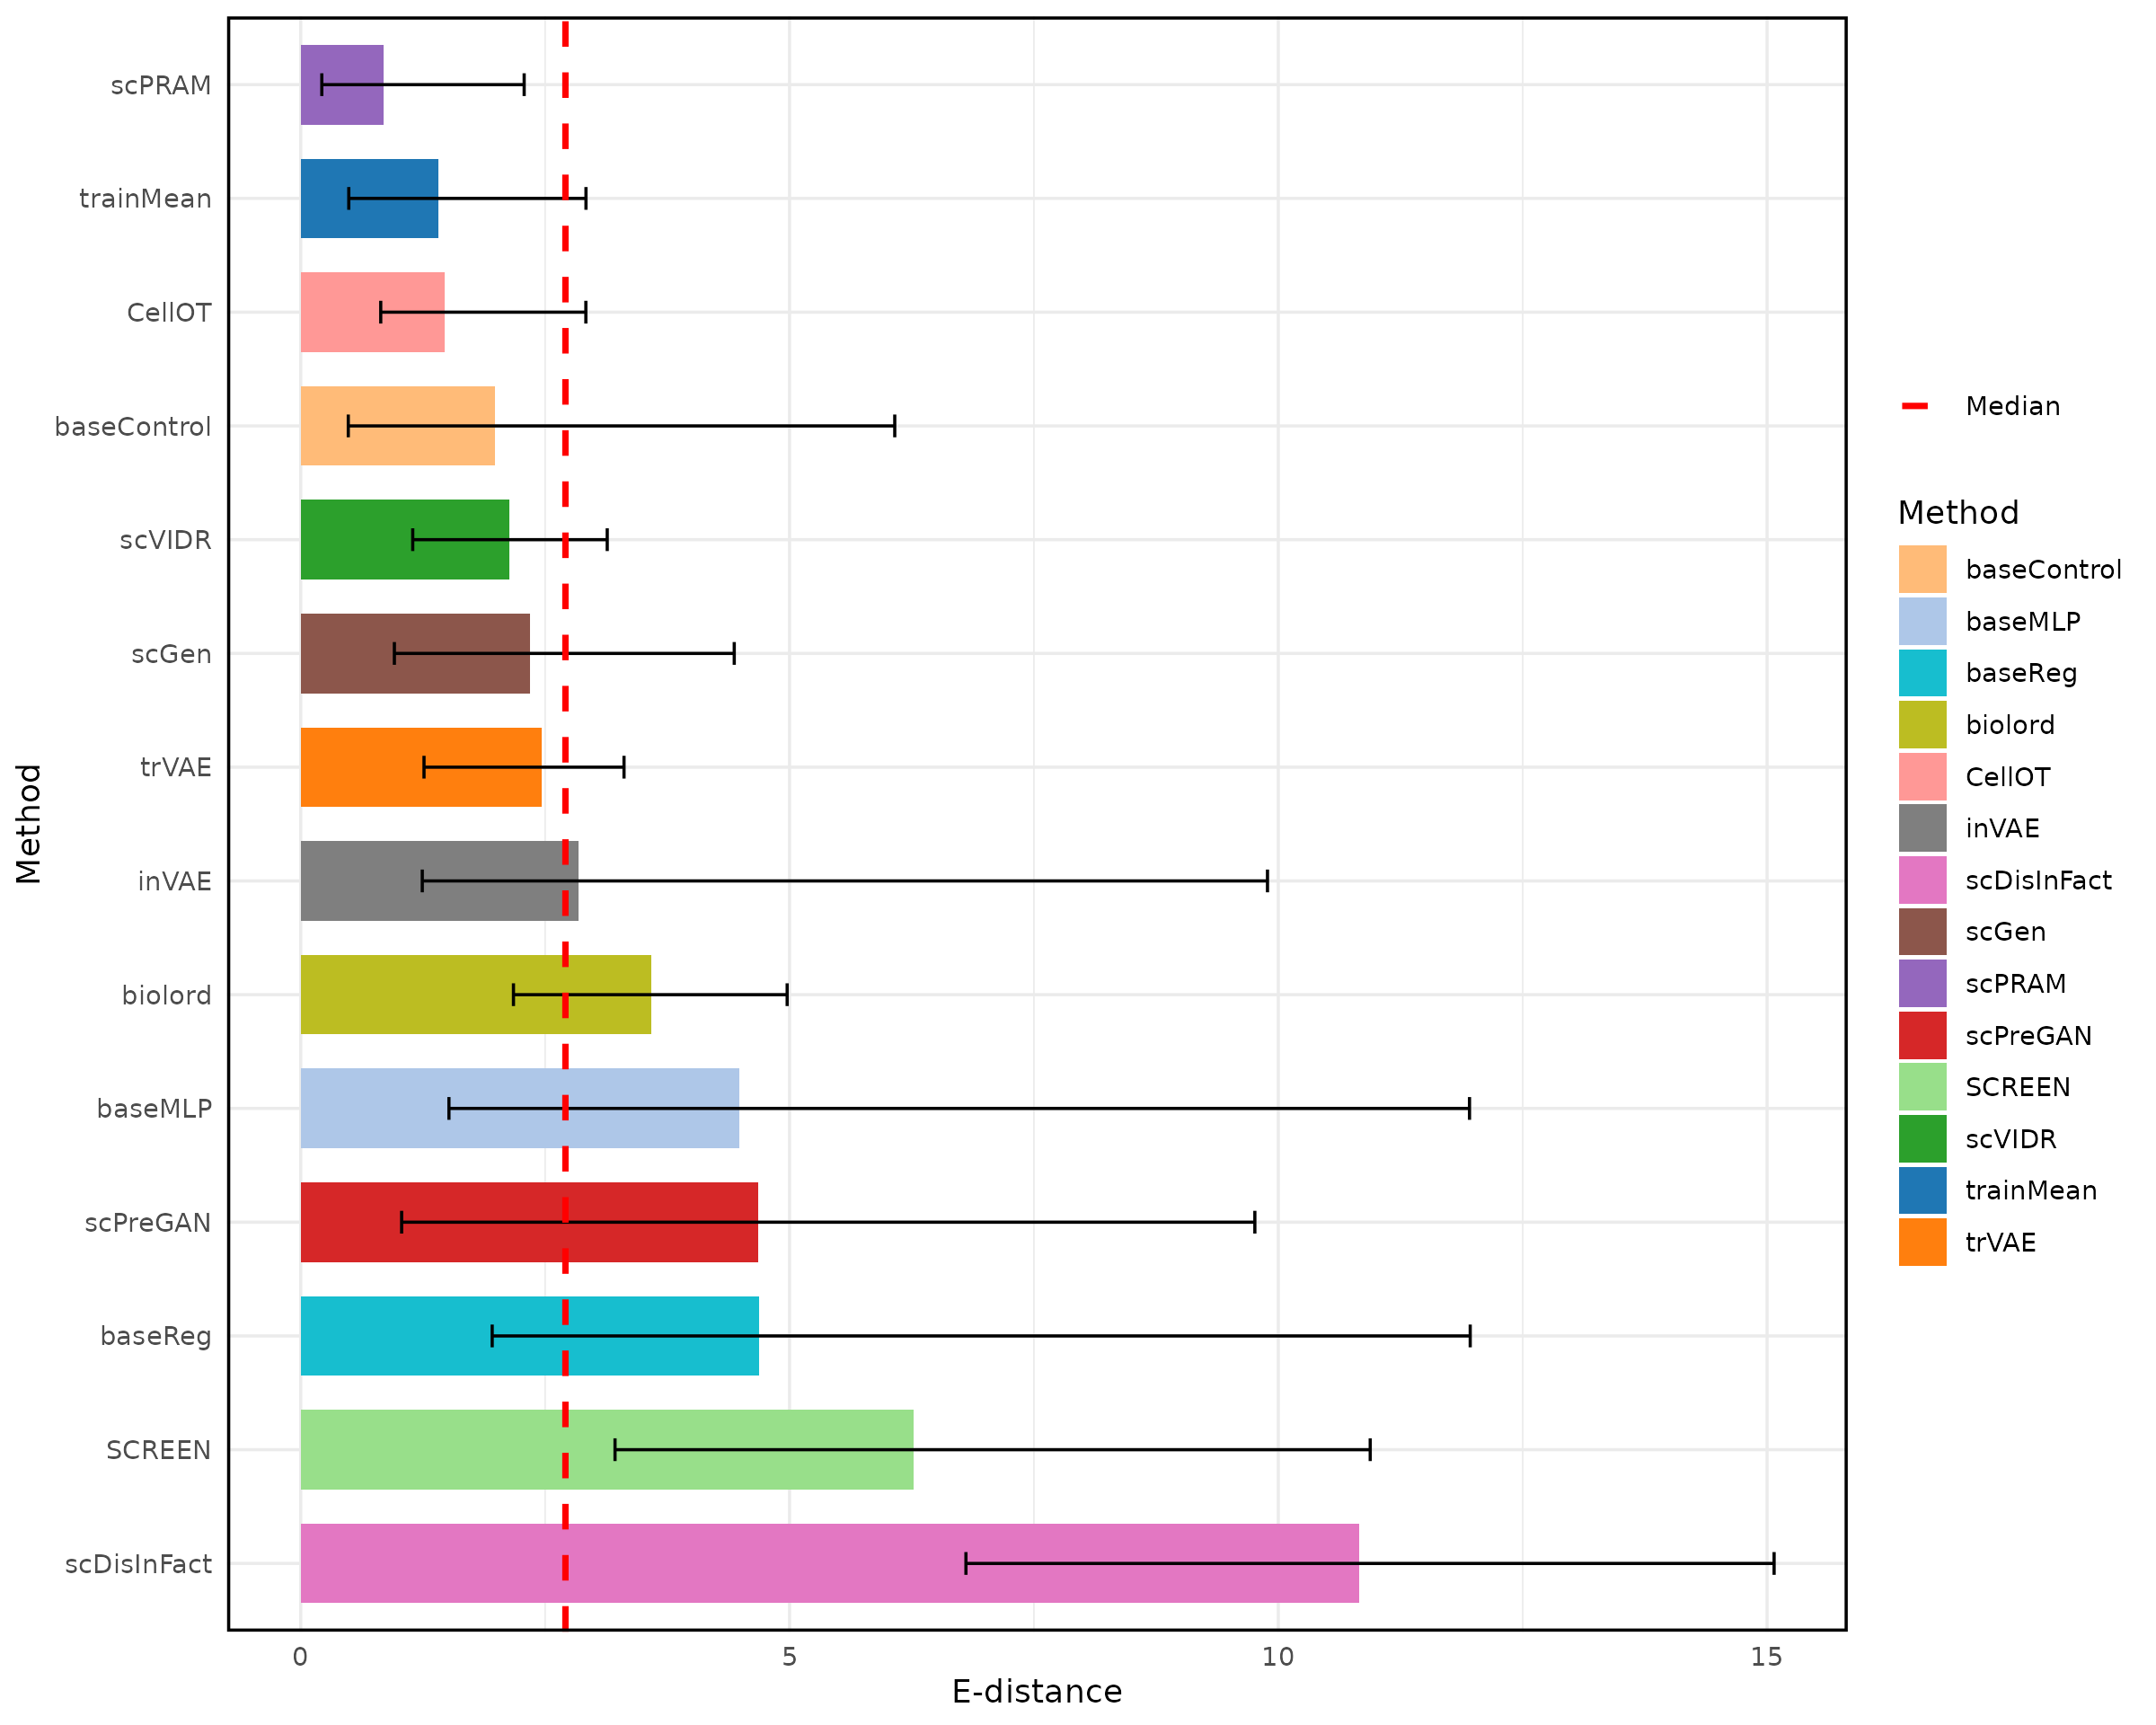 scPRAM
trainMean
CellOT
baseControl
scVIDR
scGen
trVAE
inVAE
biolord
baseMLP
scPreGAN
baseReg
SCREEN
scDisInFact
Method
0 5 10 15
E-distance
Median
Method
baseControl
baseMLP
baseReg
biolord
CellOT
inVAE
scDisInFact
scGen
scPRAM
scPreGAN
SCREEN
scVIDR
trainMean
trVAE